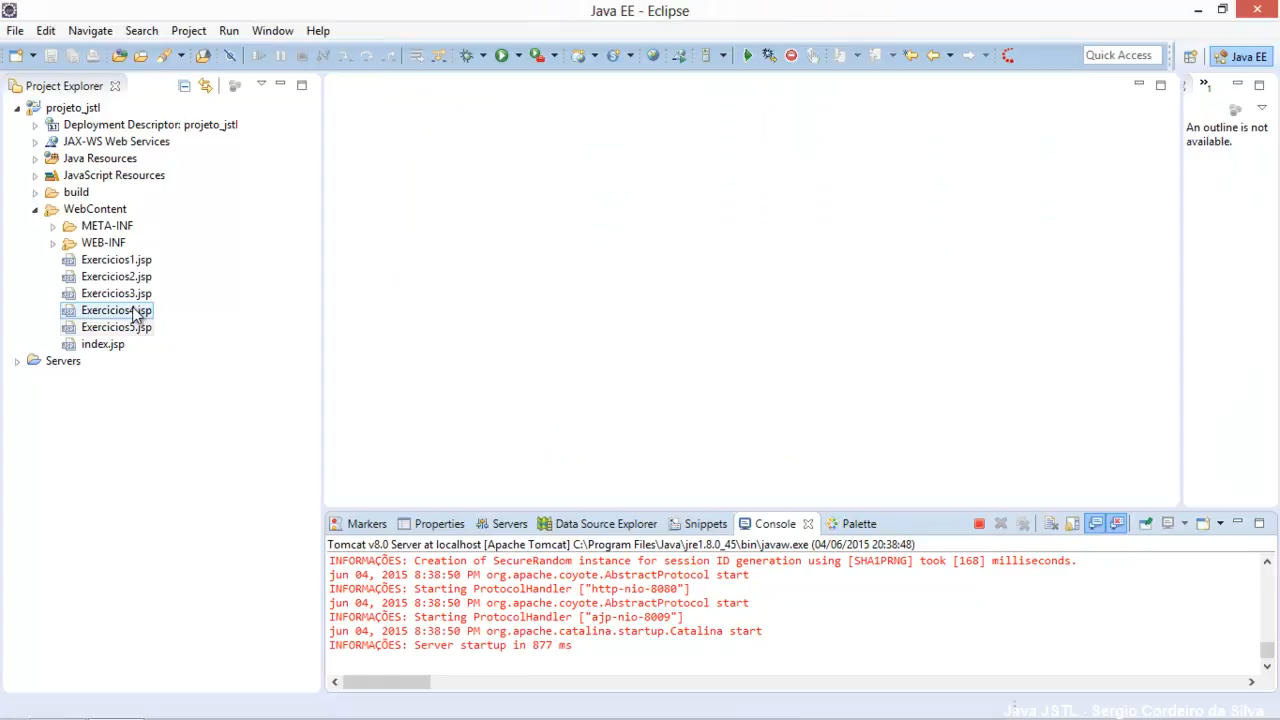 Java EE - Eclipse
File Edit Navigate Search Project Run Window Help
Quick Access
Java EE
Project Explorer
projeto_jstl
Deployment Descriptor: projeto_jstl
JAX-WS Web Services
Java Resources
JavaScript Resources
build
WebContent
META-INF
WEB-INF
Exercicios1.jsp
Exercicios2.jsp
Exercicios3.jsp
Exercicios4.jsp
Exercicios5.jsp
index.jsp
Servers
1
An outline is not
available.
Markers Properties Servers Data Source Explorer Snippets Console Palette
Tomcat v8.0 Server at localhost [Apache Tomcat] C:\Program Files\Java\jre1.8.0_45\bin\javaw.exe (04/06/2015 20:38:48)
INFORMAÇÕES: Creation of SecureRandom instance for session ID generation using [SHA1PRNG] took [168] milliseconds.
jun 04, 2015 8:38:50 PM org.apache.coyote.AbstractProtocol start
INFORMAÇÕES: Starting ProtocolHandler ["http-nio-8080"]
jun 04, 2015 8:38:50 PM org.apache.coyote.AbstractProtocol start
INFORMAÇÕES: Starting ProtocolHandler ["ajp-nio-8009"]
jun 04, 2015 8:38:50 PM org.apache.catalina.startup.Catalina start
INFORMAÇÕES: Server startup in 877 ms
Java JSTL - Sergio Cordeiro da Silva